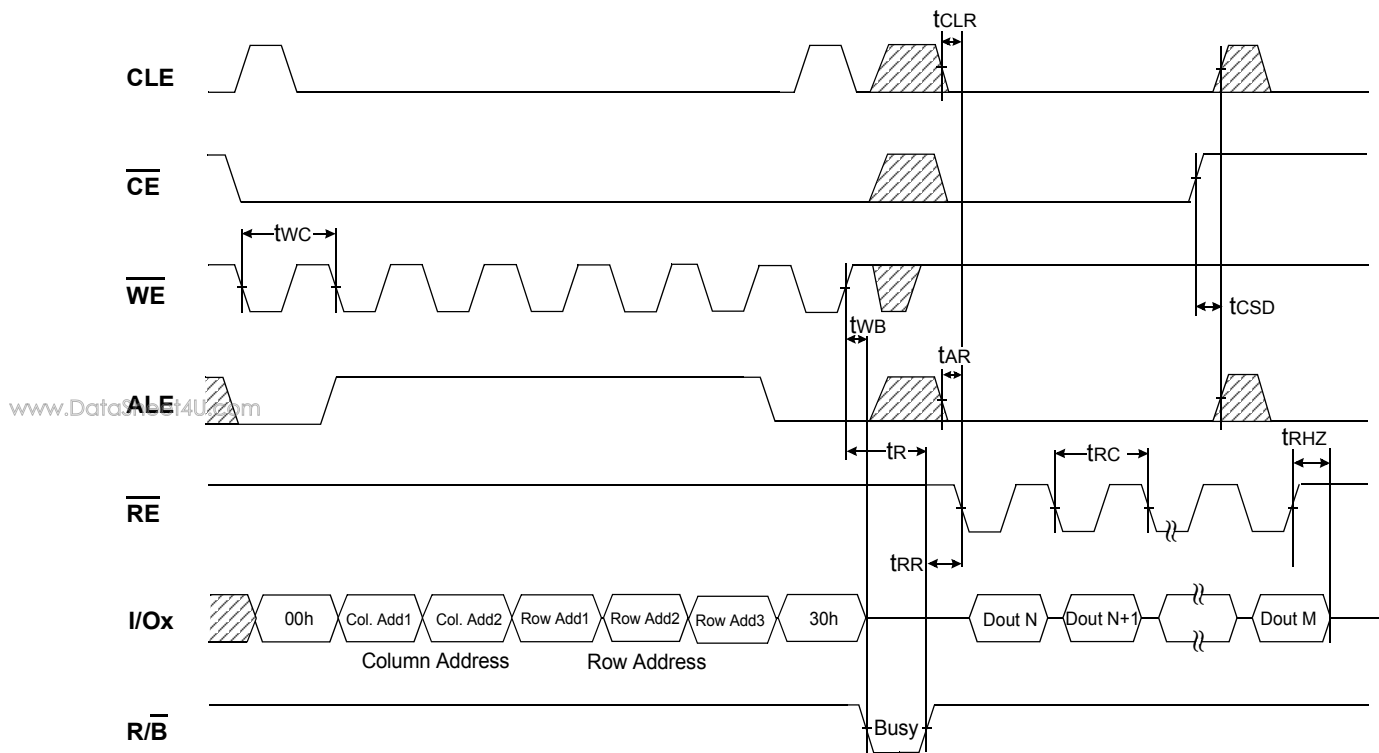 tCLR
CLE
CE
tWC
WE
tWB
tCSD
tAR
ALE
www.DataSheet4U.com
tR
tRC
tRHZ
RE
tRR
I/Ox
00h
Col. Add1
Col. Add2
Row Add1
Row Add2
Row Add3
30h
Dout N
Dout N+1
Dout M
Column Address
Row Address
R/B
Busy